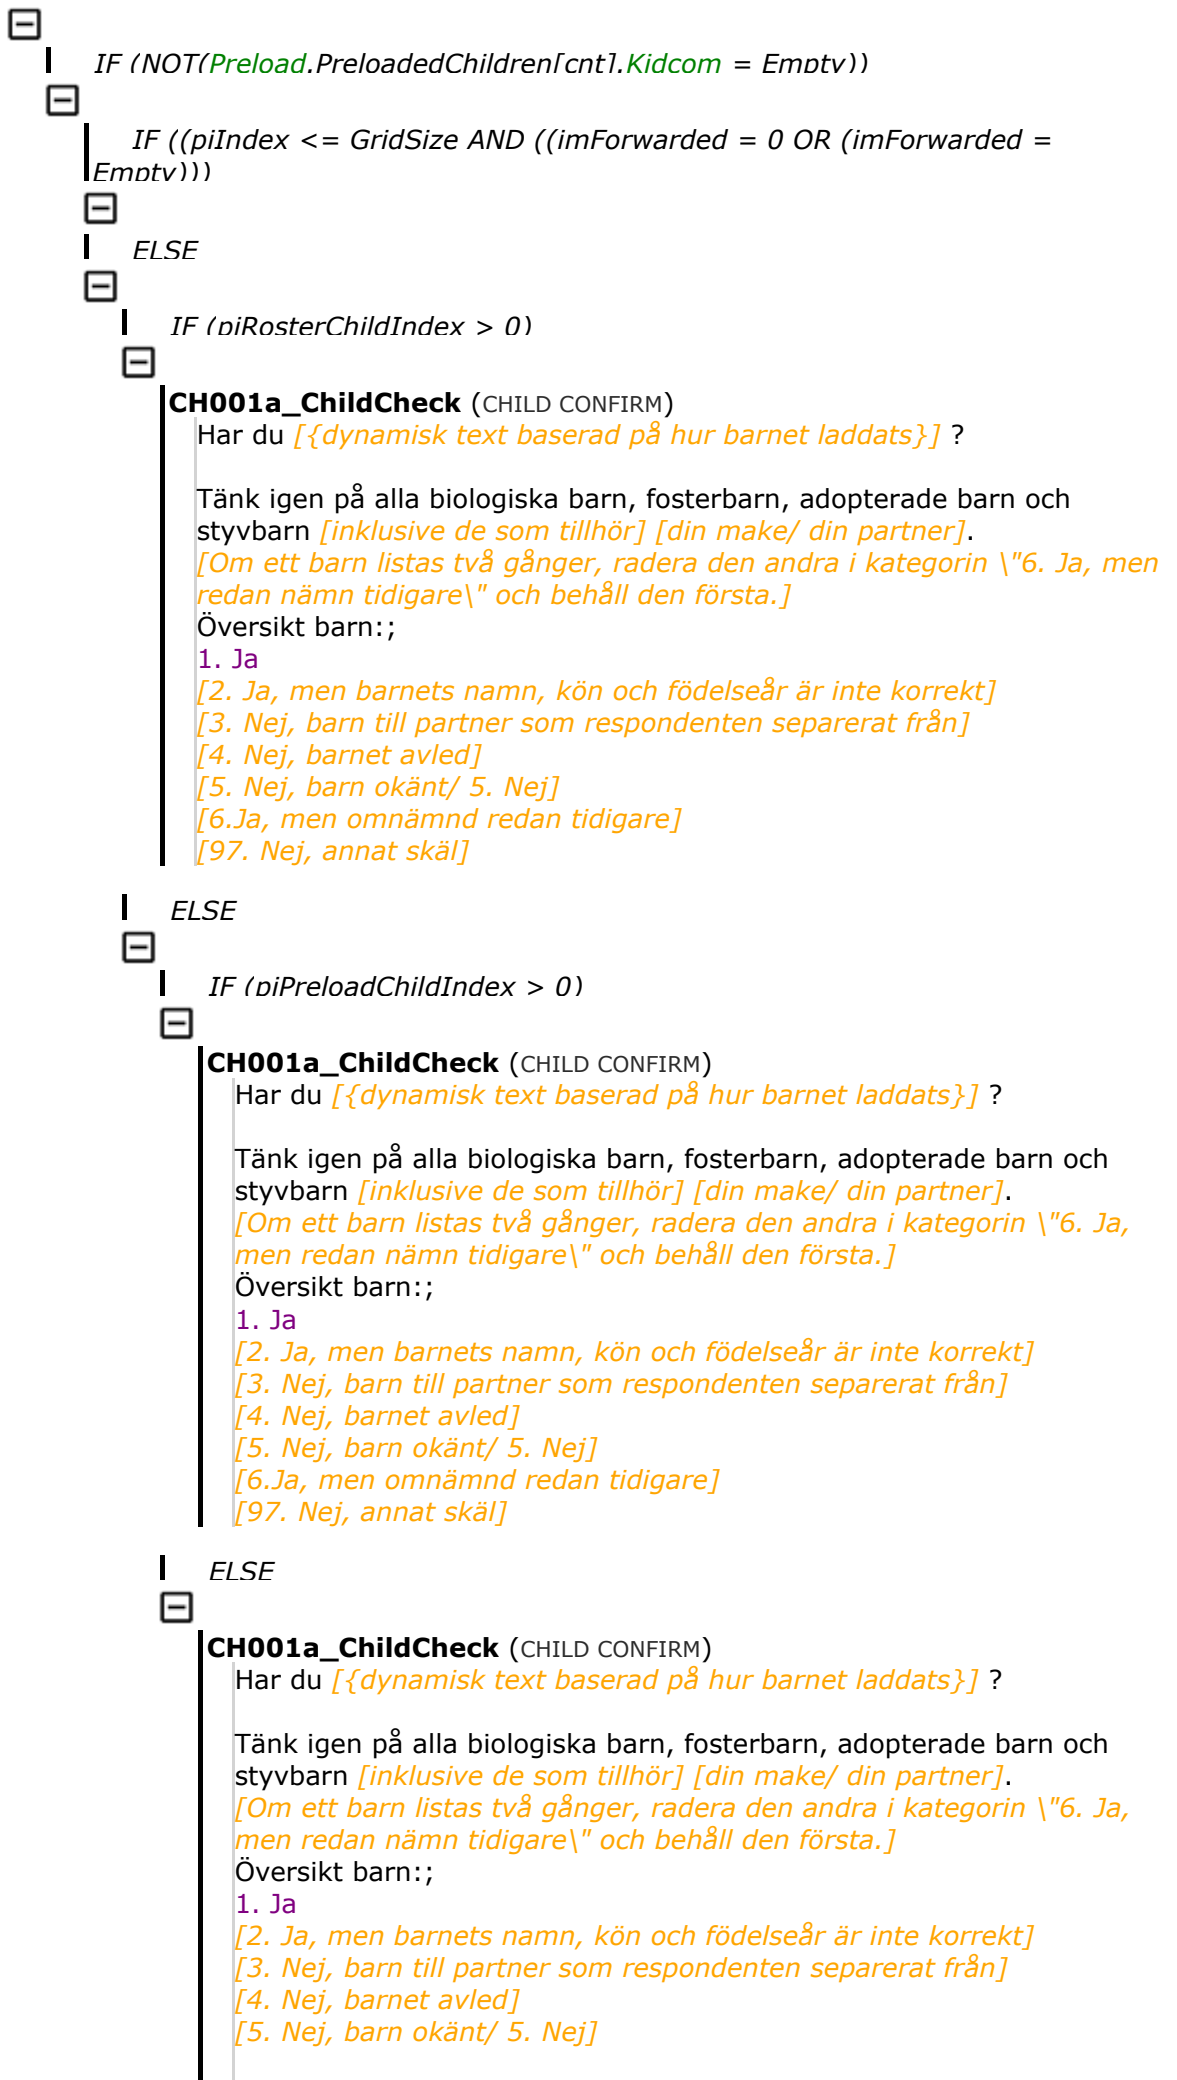 IF (NOT(Preload.PreloadedChildren[cnt].Kidcom = Empty))
IF ((piIndex <= GridSize AND ((imForwarded = 0 OR (imForwarded =
Empty)))
ELSE
IF (piRosterChildIndex > 0)
CH001a_ChildCheck (CHILD CONFIRM)
Har du [{dynamisk text baserad på hur barnet laddats}] ?
Tänk igen på alla biologiska barn, fosterbarn, adopterade barn och
styvbarn [inklusive de som tillhör] [din make/ din partner].
[Om ett barn listas två gånger, radera den andra i kategorin \"6. Ja, men
redan nämn tidigare\" och behåll den första.]
Översikt barn:;
1. Ja
[2. Ja, men barnets namn, kön och födelseår är inte korrekt]
[3. Nej, barn till partner som respondenten separerat från]
[4. Nej, barnet avled]
[5. Nej, barn okänt/ 5. Nej]
[6.Ja, men omnämnd redan tidigare]
[97. Nej, annat skäl]
ELSE
IF (piPreloadChildIndex > 0)
CH001a_ChildCheck (CHILD CONFIRM)
Har du [{dynamisk text baserad på hur barnet laddats}] ?
Tänk igen på alla biologiska barn, fosterbarn, adopterade barn och
styvbarn [inklusive de som tillhör] [din make/ din partner].
[Om ett barn listas två gånger, radera den andra i kategorin \"6. Ja,
men redan nämn tidigare\" och behåll den första.]
Översikt barn:;
1. Ja
[2. Ja, men barnets namn, kön och födelseår är inte korrekt]
[3. Nej, barn till partner som respondenten separerat från]
[4. Nej, barnet avled]
[5. Nej, barn okänt/ 5. Nej]
[6.Ja, men omnämnd redan tidigare]
[97. Nej, annat skäl]
ELSE
CH001a_ChildCheck (CHILD CONFIRM)
Har du [{dynamisk text baserad på hur barnet laddats}] ?
Tänk igen på alla biologiska barn, fosterbarn, adopterade barn och
styvbarn [inklusive de som tillhör] [din make/ din partner].
[Om ett barn listas två gånger, radera den andra i kategorin \"6. Ja,
men redan nämn tidigare\" och behåll den första.]
Översikt barn:;
1. Ja
[2. Ja, men barnets namn, kön och födelseår är inte korrekt]
[3. Nej, barn till partner som respondenten separerat från]
[4. Nej, barnet avled]
[5. Nej, barn okänt/ 5. Nej]